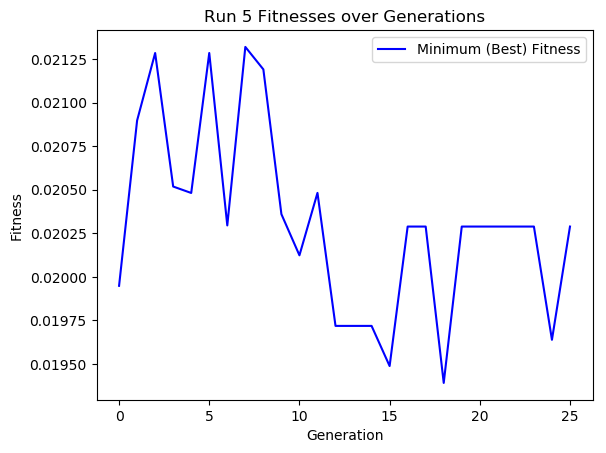 Run 5 Fitnesses over Generations
Minimum (Best) Fitness
0.02125
0.02100
0.02075
0.02050
0.02025
0.02000
0.01975
0.01950
Fitness
0 5 10 15 20 25
Generation